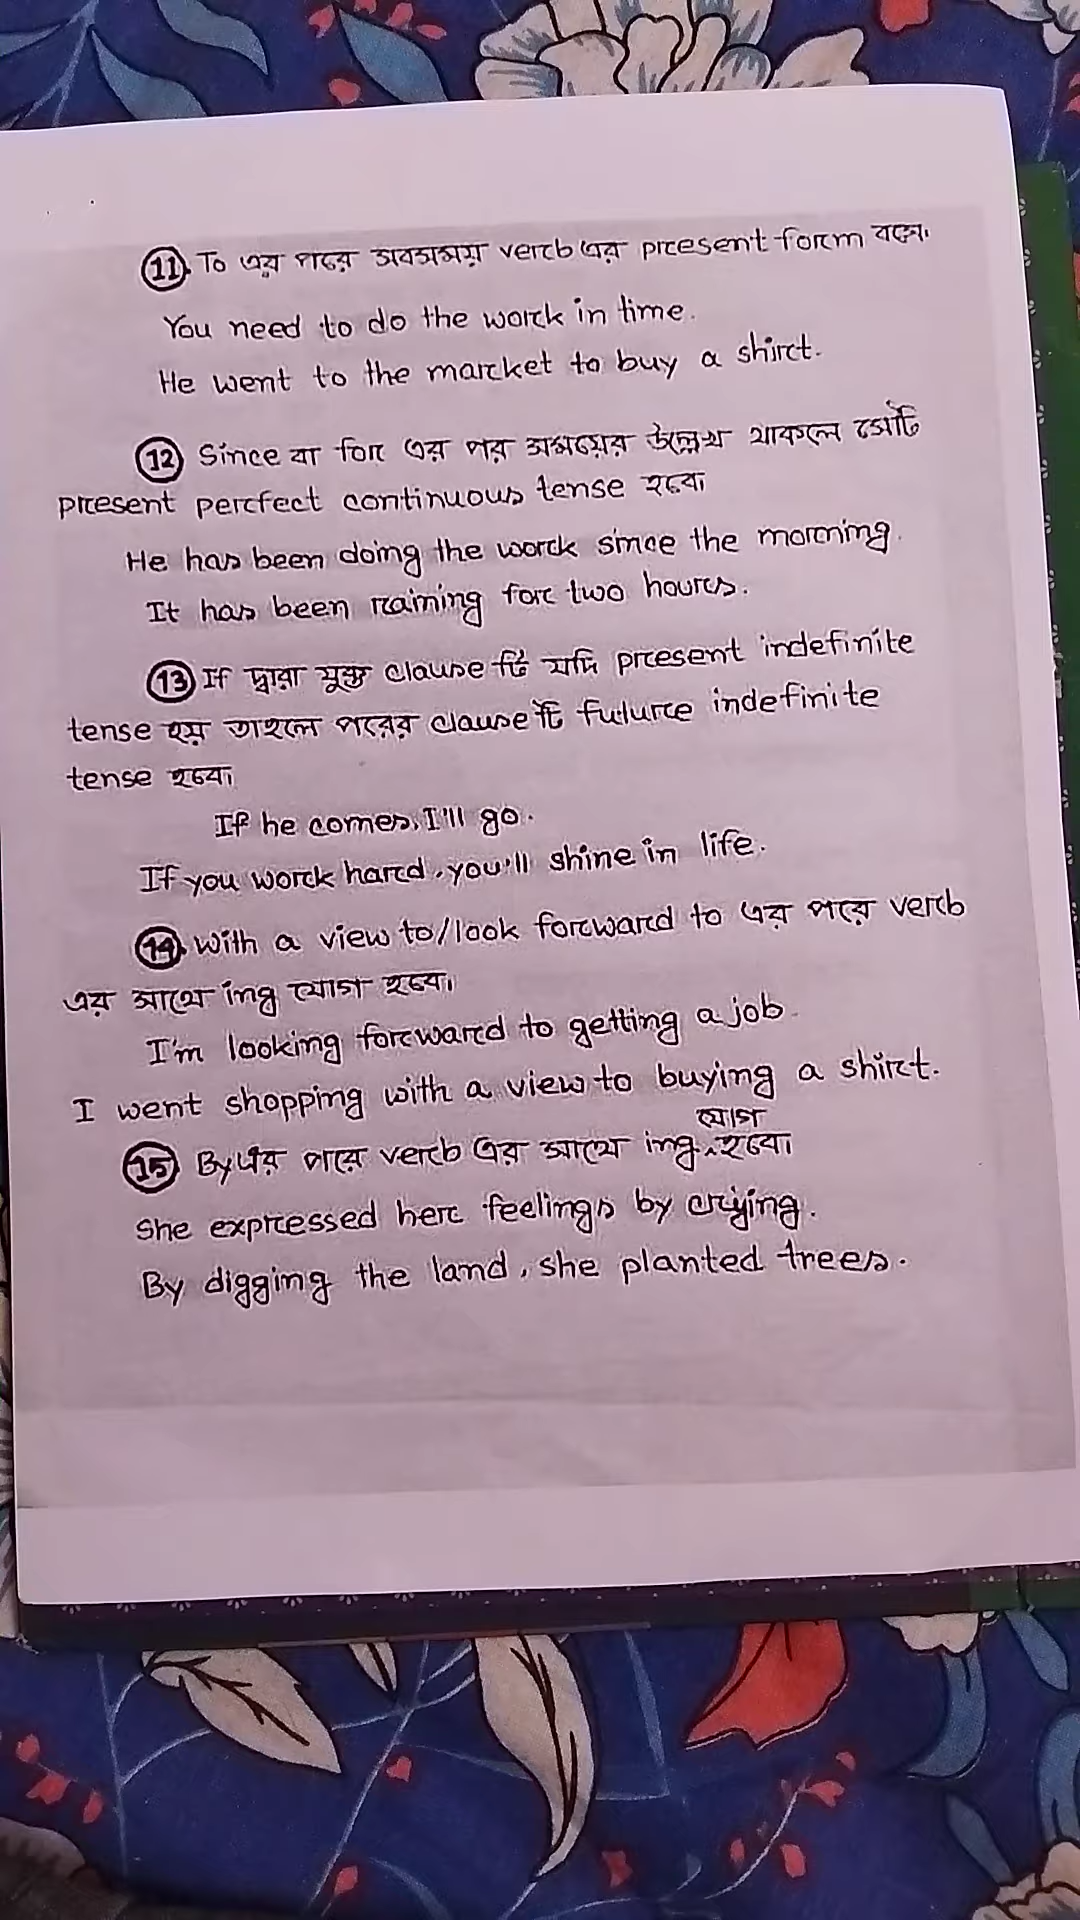 11. To এর পরে সবসময় verb এর present form বসে।
You need to do the work in time.
He went to the market to buy a shirt.
12 Since বা for এর পর সময়ের উল্লেখ থাকলে সেটি
present perfect continuous tense হবে।
He has been doing the work since the morning.
It has been raining for two hours.
13 If দ্বারা যুক্ত clause টি যদি present indefinite
tense হয় তাহলে পরের clause টি future indefinite
tense হবে।
If he comes, I'll go.
If you work hard, you'll shine in life.
14. With a view to/look forward to এর পরে verb
এর সাথে ing যোগ হবে।
I'm looking forward to getting a job.
I went shopping with a view to buying a shirt.
15 By এর পরে verb এর সাথে ing যোগ হবে।
She expressed her feelings by crying.
By digging the land, she planted trees.